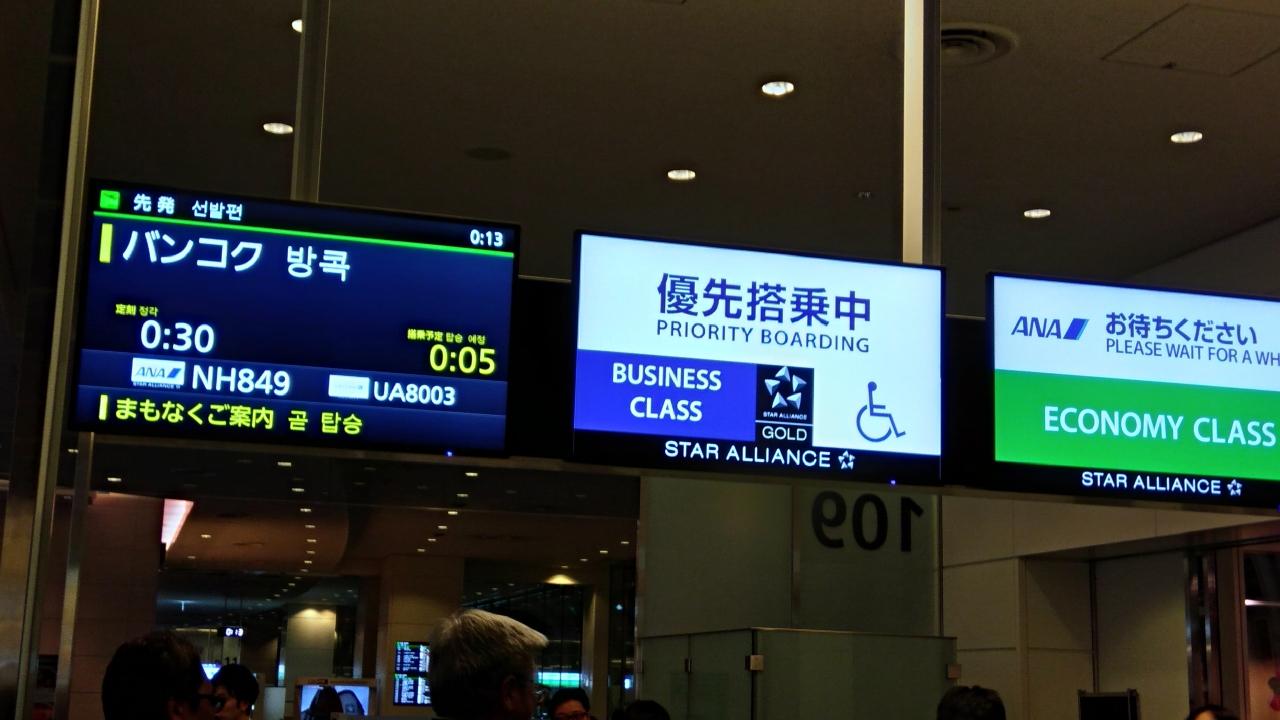 先発 선발편 0:13
バンコク 방콕
定刻 정각
0:30
搭乗予定 탑승 예정
0:05
ANA NH849 UA8003
まもなくご案内 곧 탑승
優先搭乗中
PRIORITY BOARDING
BUSINESS CLASS
STAR ALLIANCE
GOLD
STAR ALLIANCE
ANA お待ちください
PLEASE WAIT FOR A WH
ECONOMY CLASS
STAR ALLIANCE
109
0:13
11